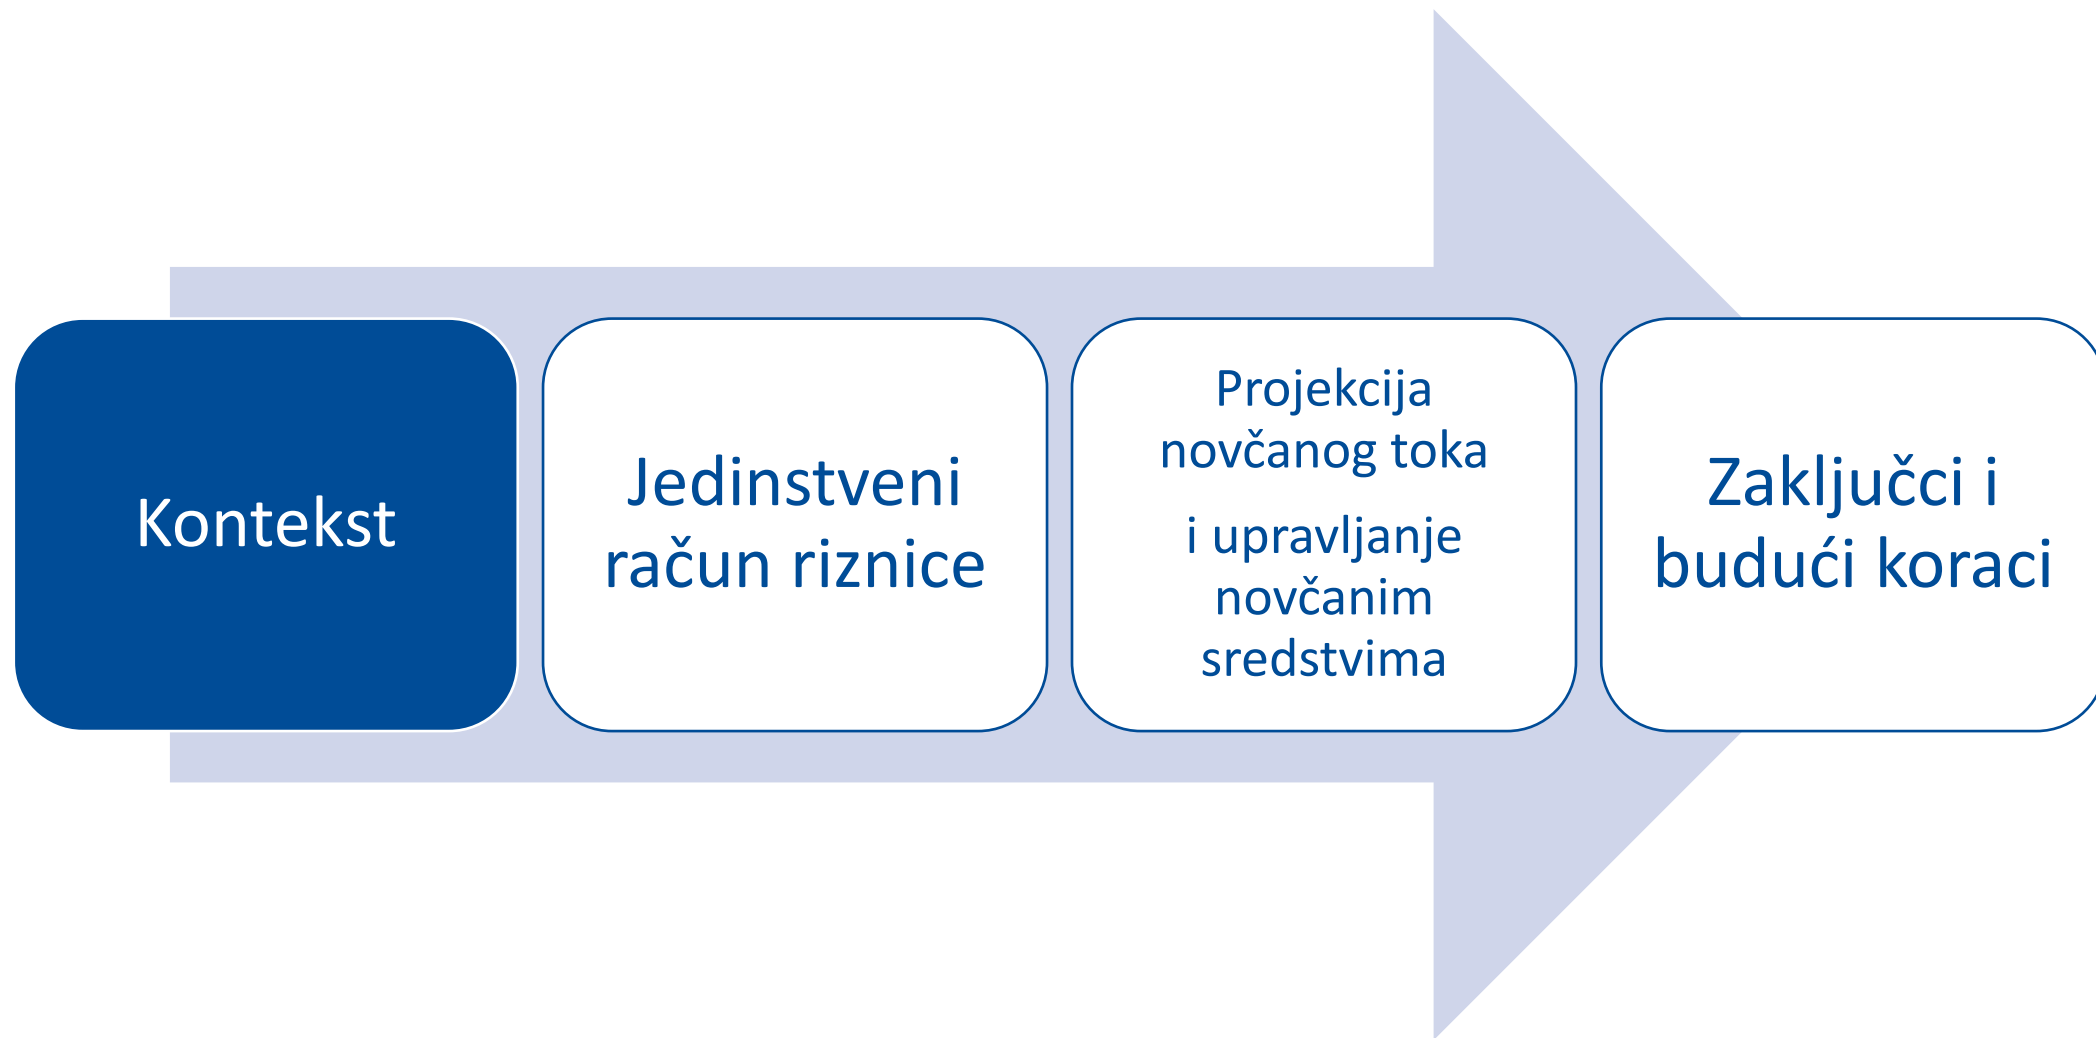 Kontekst
Jedinstveni
račun riznice
Projekcija
novčanog toka
i upravljanje
novčanim
sredstvima
Zaključci i
budući koraci